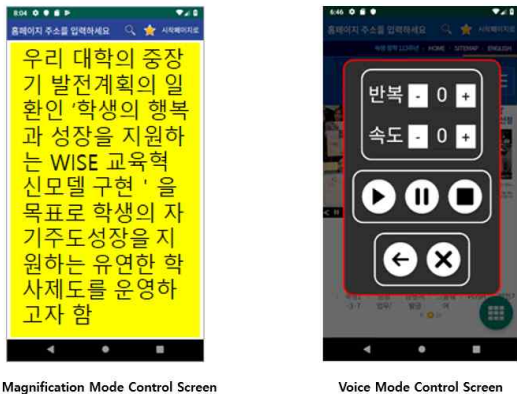 8:04
홈페이지 주소를 입력하세요 시작페이지로
우리 대학의 중장
기 발전계획의 일
환인 '학생의 행복
과 성장을 지원하
는 WISE 교육혁
신모델 구현 ' 을
목표로 학생의 자
기주도성장을 지
원하는 유연한 학
사제도를 운영하
고자 함
Magnification Mode Control Screen
6:46
홈페이지 주소를 입력하세요 시작페이지로
HOME SITEMAP ENGLISH
반복 - 0 +
속도 - 0 +
Voice Mode Control Screen